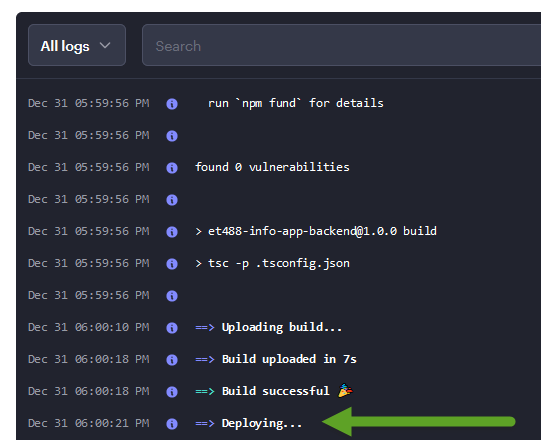 All logs
Search
Dec 31 05:59:56 PM run `npm fund` for details
Dec 31 05:59:56 PM
Dec 31 05:59:56 PM found 0 vulnerabilities
Dec 31 05:59:56 PM
Dec 31 05:59:56 PM > et488-info-app-backend@1.0.0 build
Dec 31 05:59:56 PM > tsc -p .tsconfig.json
Dec 31 05:59:56 PM
Dec 31 06:00:10 PM ==> Uploading build...
Dec 31 06:00:18 PM ==> Build uploaded in 7s
Dec 31 06:00:18 PM ==> Build successful 🎉
Dec 31 06:00:21 PM ==> Deploying...